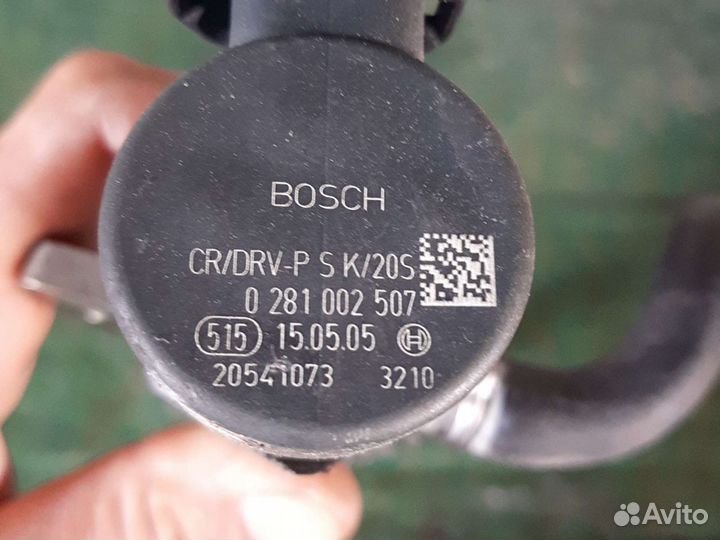 BOSCH
CR/DRV-P S K/20S
0 281 002 507
515 15.05.05 H
20541073 3210
Avito